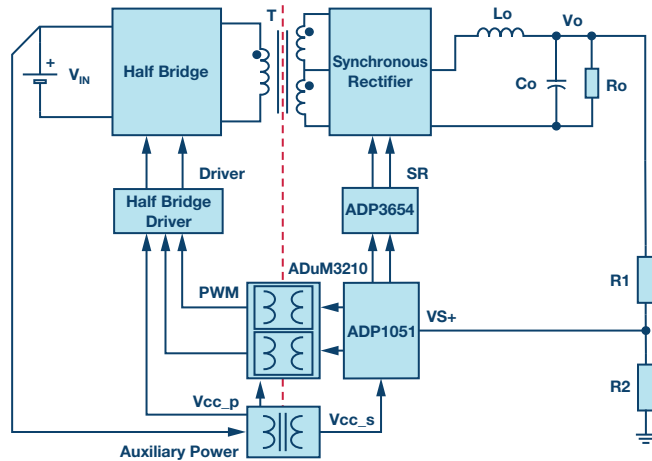 T
Lo
Vo
+
V_IN
Half Bridge
Synchronous
Rectifier
Co
Ro
Driver
SR
Half Bridge
Driver
ADP3654
ADuM3210
PWM
R1
ADP1051
VS+
R2
Vcc_p
Vcc_s
Auxiliary Power